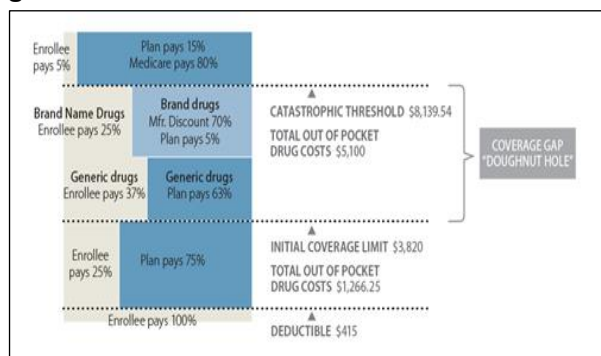 Enrollee
pays 5%
Plan pays 15%
Medicare pays 80%
Brand Name Drugs
Enrollee pays 25%
Brand drugs
Mfr. Discount 70%
Plan pays 5%
CATASTROPHIC THRESHOLD $8,139.54
TOTAL OUT OF POCKET
DRUG COSTS $5,100
COVERAGE GAP
"DOUGHNUT HOLE"
Generic drugs
Enrollee pays 37%
Generic drugs
Plan pays 63%
Enrollee
pays 25%
Plan pays 75%
INITIAL COVERAGE LIMIT $3,820
TOTAL OUT OF POCKET
DRUG COSTS $1,266.25
Enrollee pays 100%
DEDUCTIBLE $415